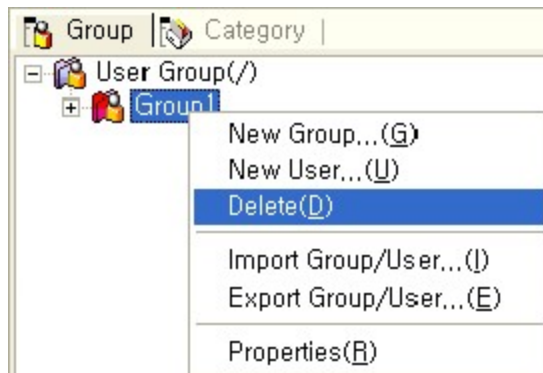 Group Category
User Group(/)
Group1
New Group...(G)
New User...(U)
Delete(D)
Import Group/User...(I)
Export Group/User...(E)
Properties(R)